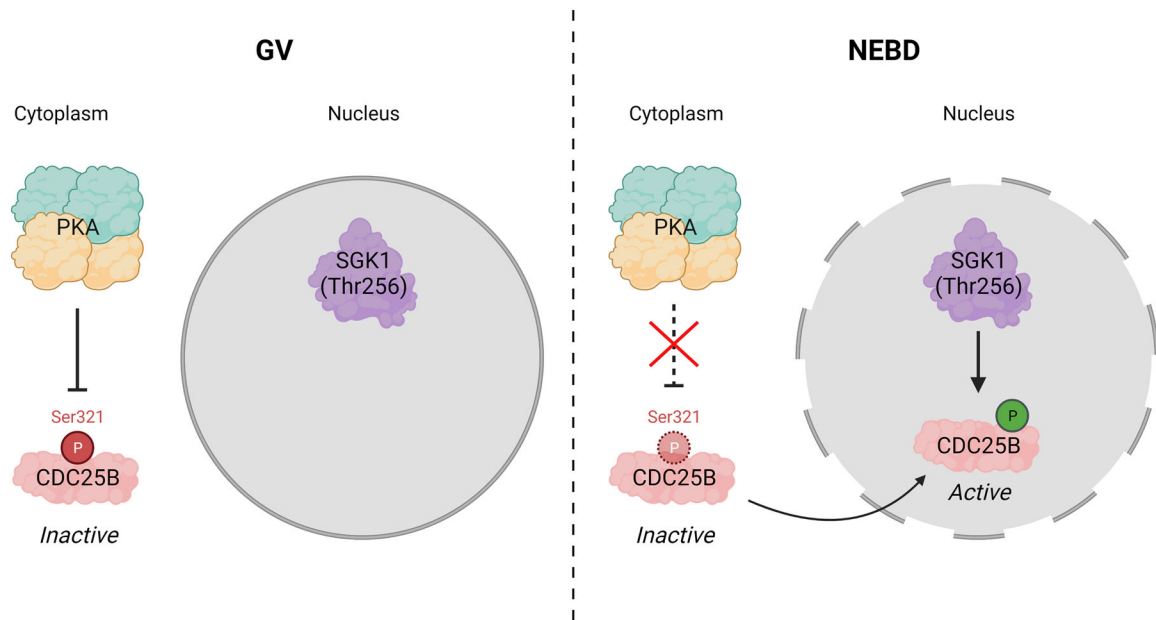 GV
Cytoplasm
Nucleus
PKA
SGK1
(Thr256)
Ser321
P
CDC25B
Inactive
NEBD
Cytoplasm
Nucleus
PKA
SGK1
(Thr256)
Ser321
P
CDC25B
Inactive
P
CDC25B
Active